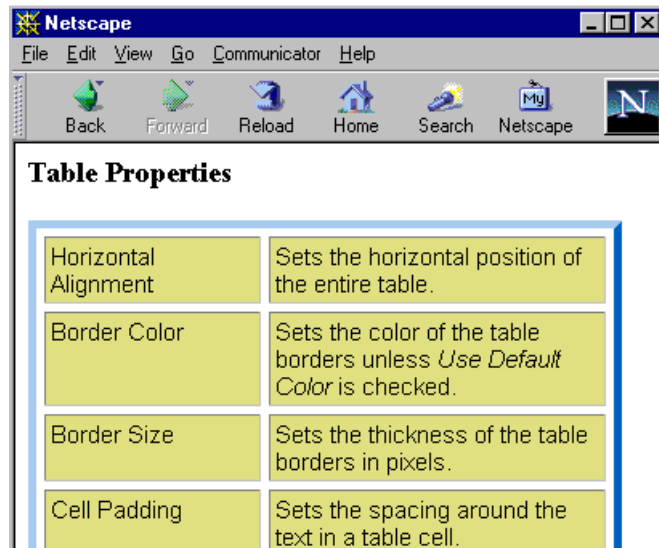 Netscape
File Edit View Go Communicator Help
My N
Back Forward Reload Home Search Netscape
Table Properties
Horizontal Alignment
Sets the horizontal position of
the entire table.
Border Color
Sets the color of the table
borders unless Use Default
Color is checked.
Border Size
Sets the thickness of the table
borders in pixels.
Cell Padding
Sets the spacing around the
text in a table cell.